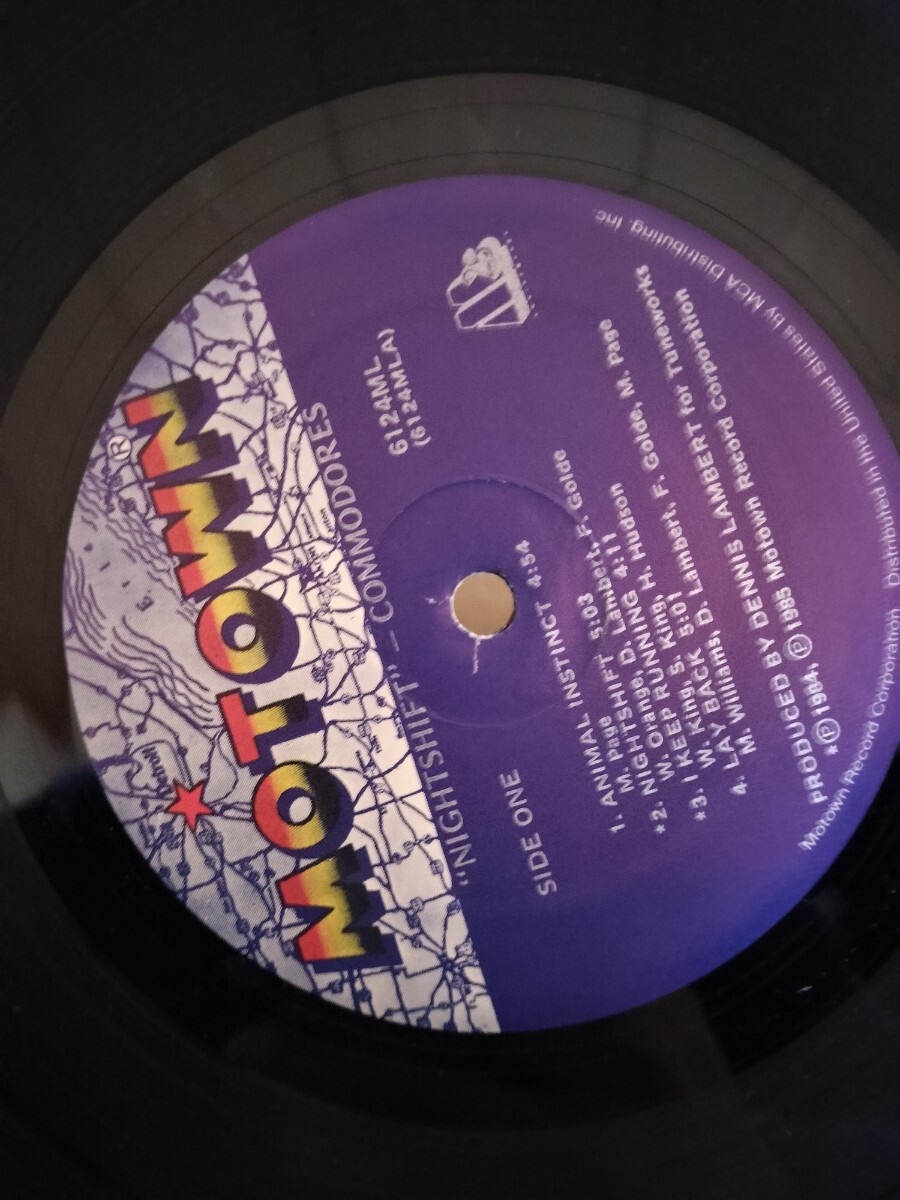 MOTOWN®
"NIGHTSHIFT" – COMMODORES
6124ML
(6124MLA)
SIDE ONE
1. ANIMAL INSTINCT 4:54
M. Page
*2. NIGHTSHIFT 5:03
W. Orange, D. Lambert, F. Golde
*3. I KEEP RUNNING 4:11
W. King, S. King, H. Hudson
4. LAY BACK 5:01
M. Williams, D. Lambert, F. Golde, M. Page
PRODUCED BY DENNIS LAMBERT for Tuneworks
*℗ 1984, ℗ 1985 Motown Record Corporation
Motown Record Corporation Distributed in the United States by MCA Distributing, Inc.